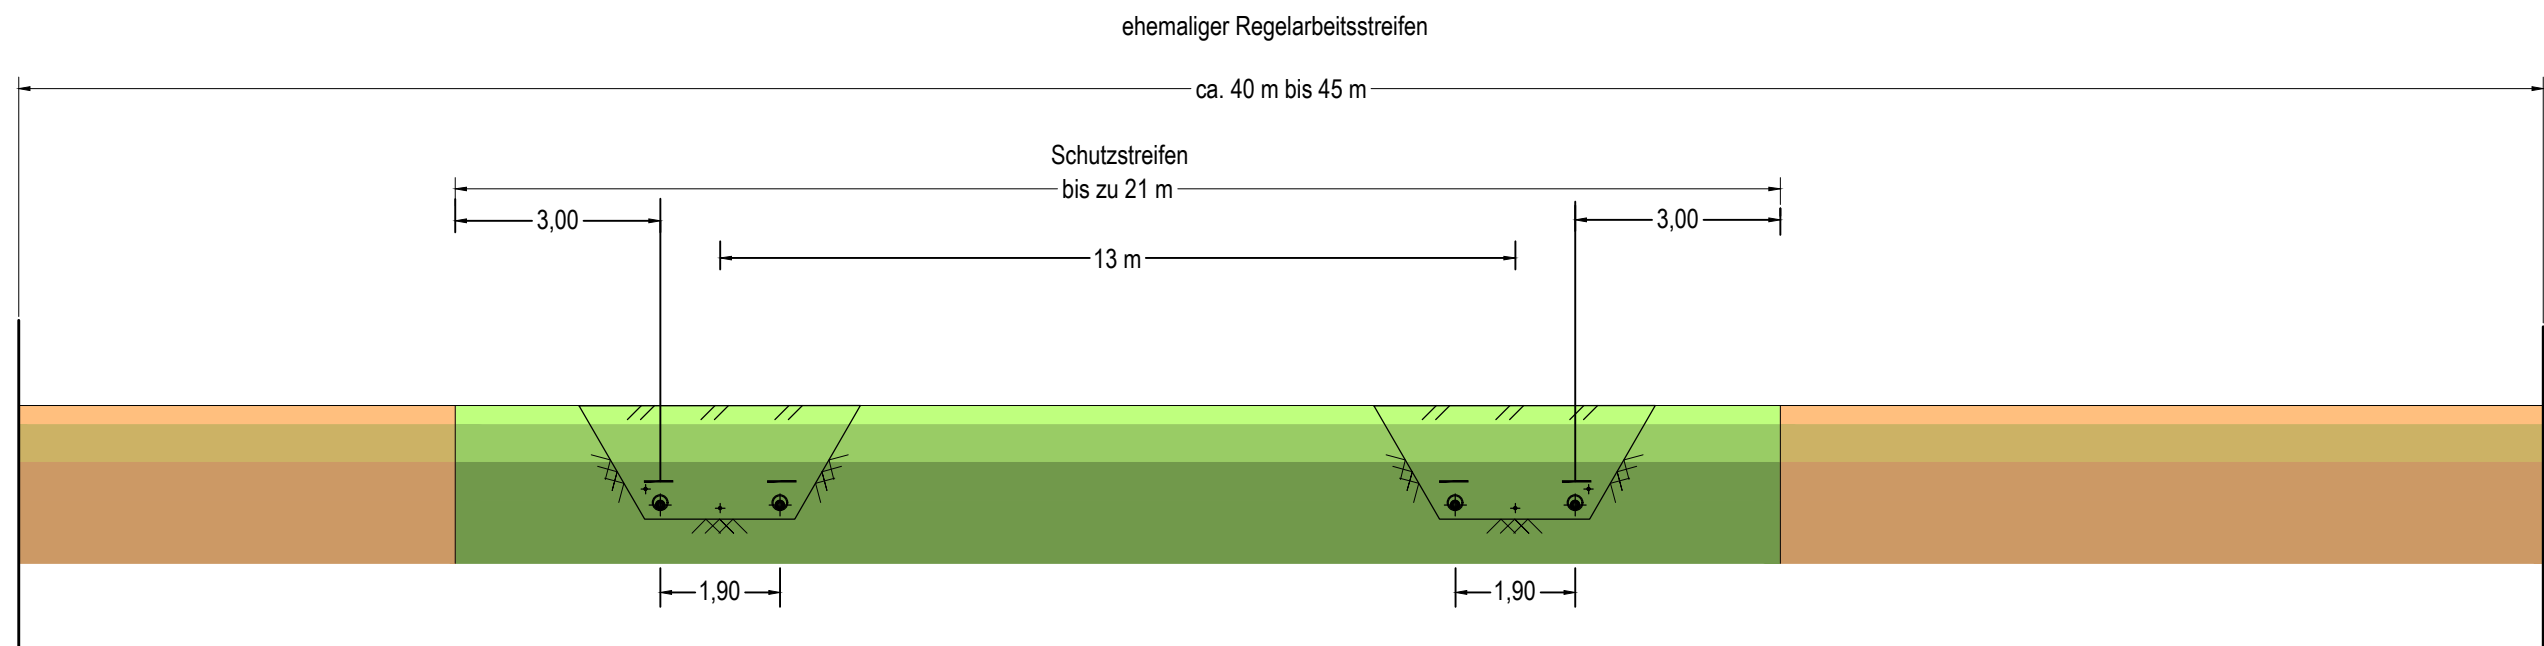 ehemaliger Regelarbeitsstreifen
ca. 40 m bis 45 m
Schutzstreifen
bis zu 21 m
3,00
3,00
13 m
1,90
1,90